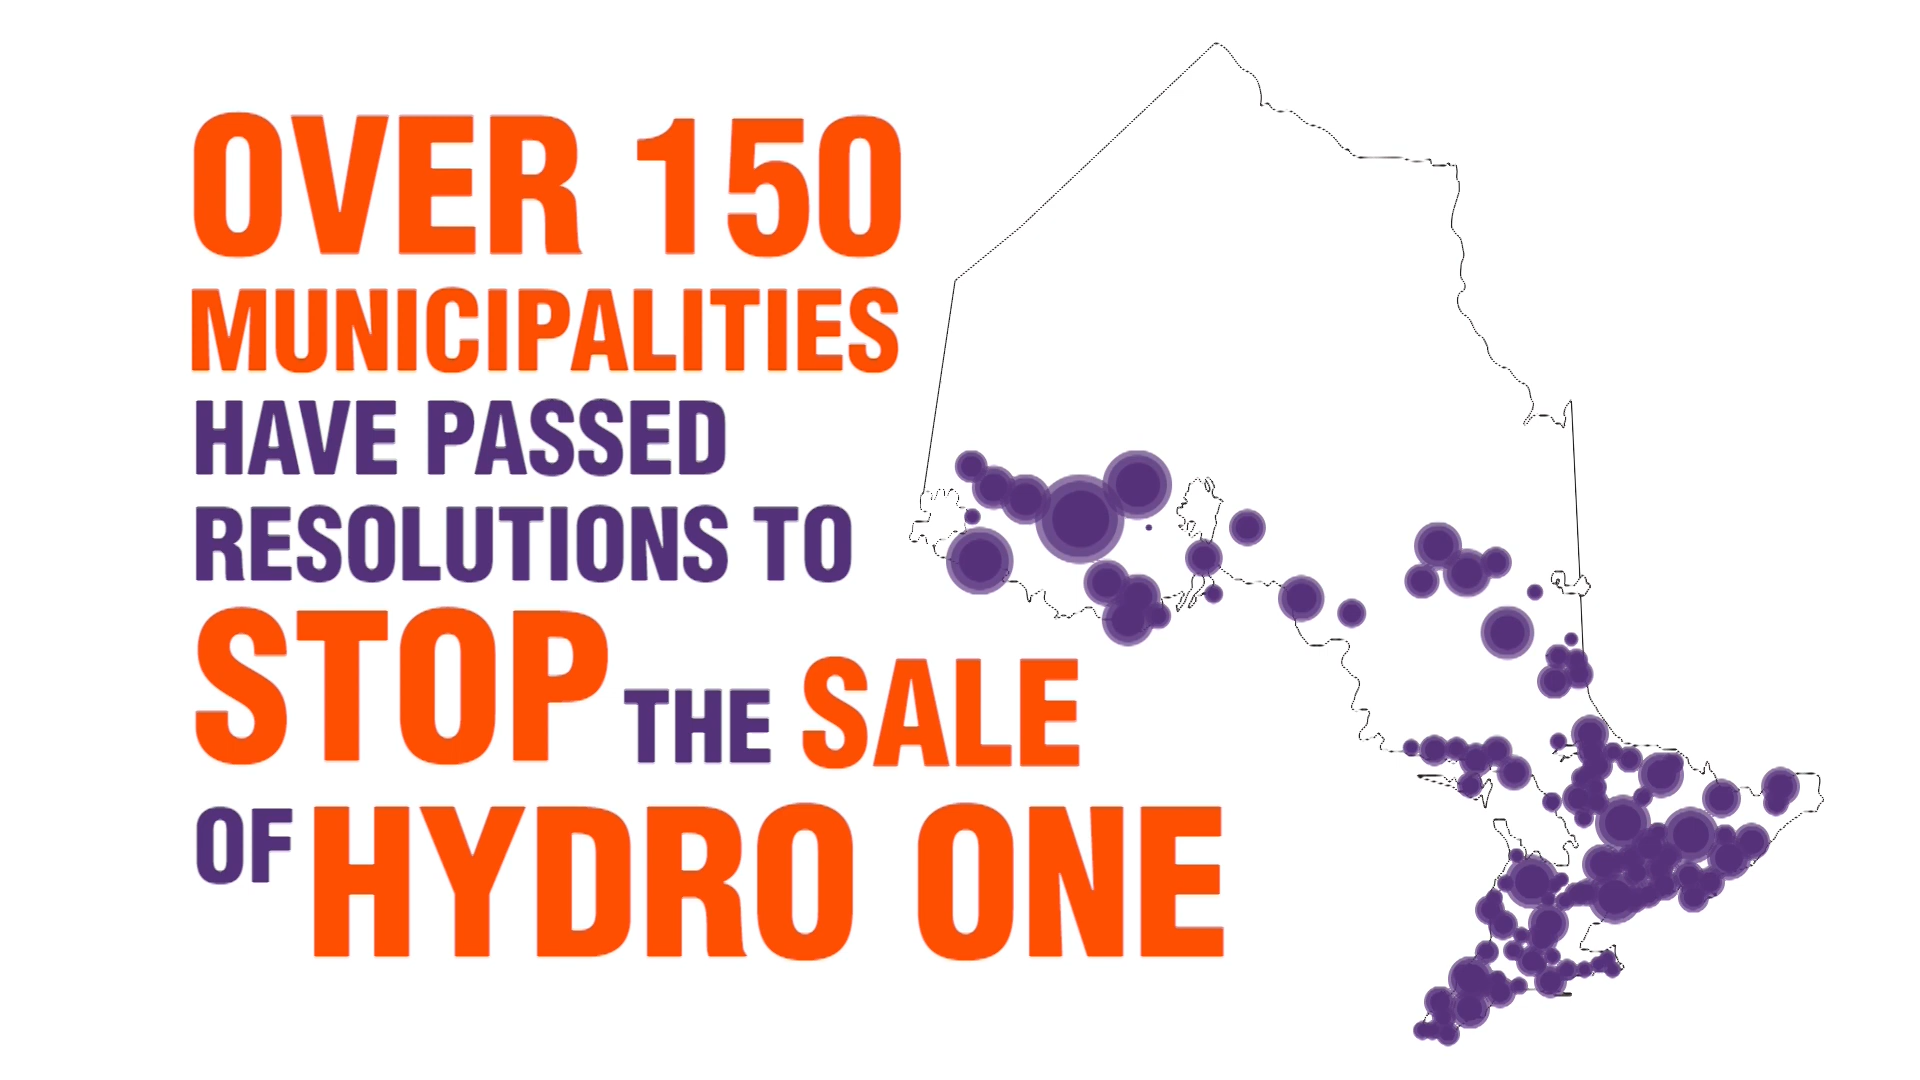 OVER 150
MUNICIPALITIES
HAVE PASSED
RESOLUTIONS TO
STOP THE SALE
OF HYDRO ONE